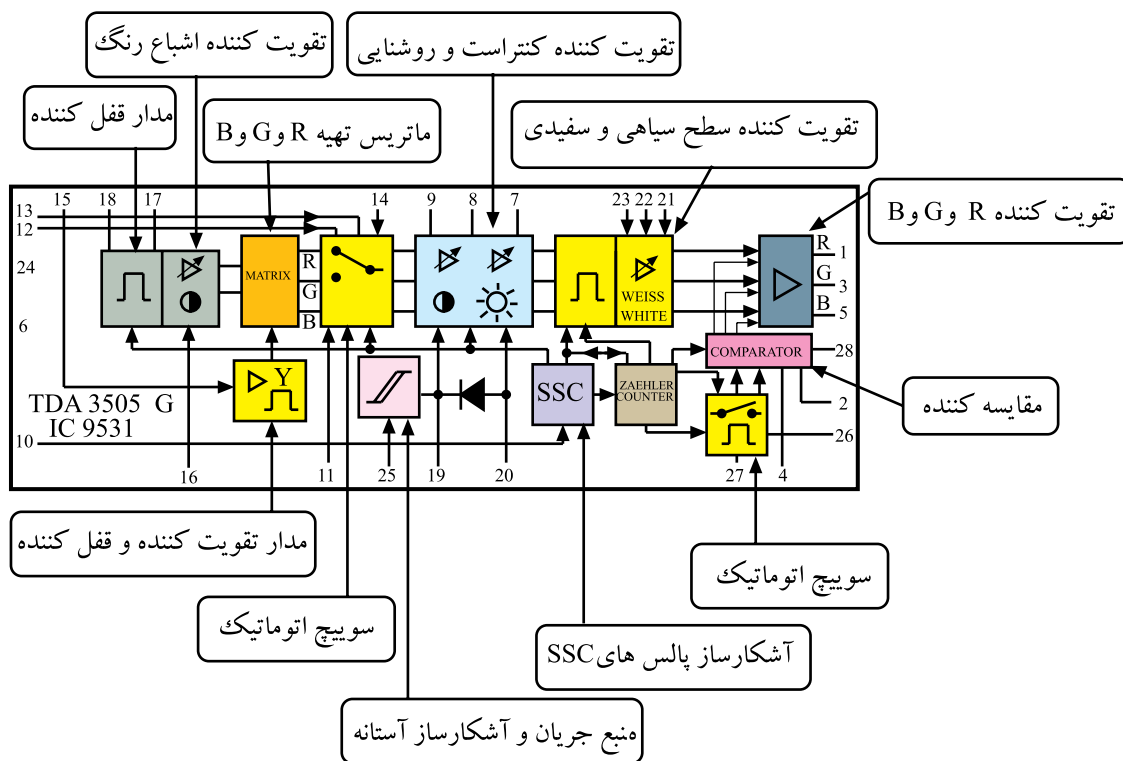 تقویت کننده اشباع رنگ
تقویت کننده کنتراست و روشنایی
مدار قفل کننده
ماتریس تهیه R و G و B
تقویت کننده سطح سیاهی و سفیدی
تقویت کننده R و G و B
15 18 17 14 9 8 7 23 22 21
13
12
24
6
MATRIX
R
G
B
WEISS
WHITE
R
G
B
1
3
5
Y
SSC
ZAEHLER
COUNTER
COMPARATOR
28
2
26
TDA 3505 G
IC 9531
10
16 11 25 19 20 27 4
مقایسه کننده
مدار تقویت کننده و قفل کننده
سوییچ اتوماتیک
سوییچ اتوماتیک
آشکارساز پالس های SSC
منبع جریان و آشکارساز آستانه